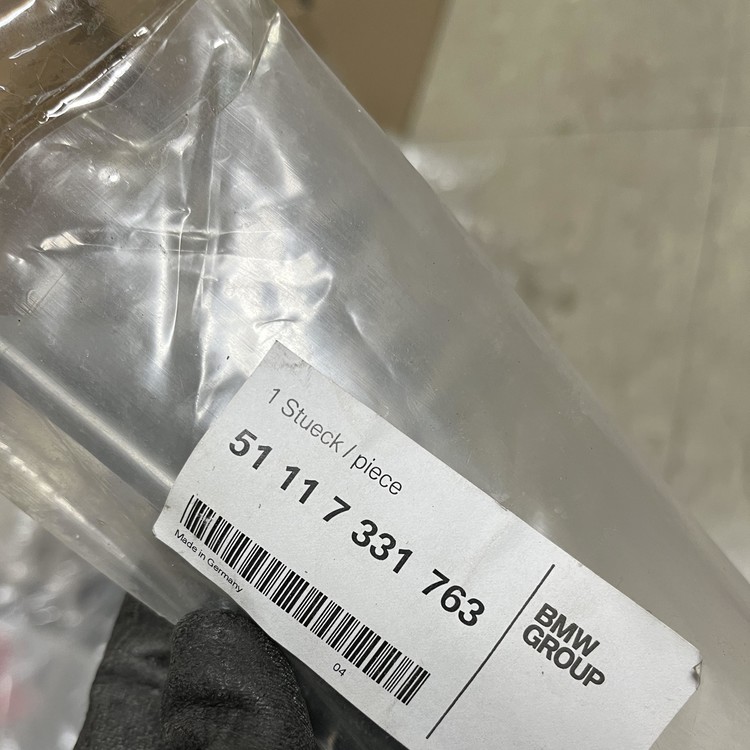 1 Stueck / piece
51 11 7 331 763
Made in Germany
04
BMW
GROUP